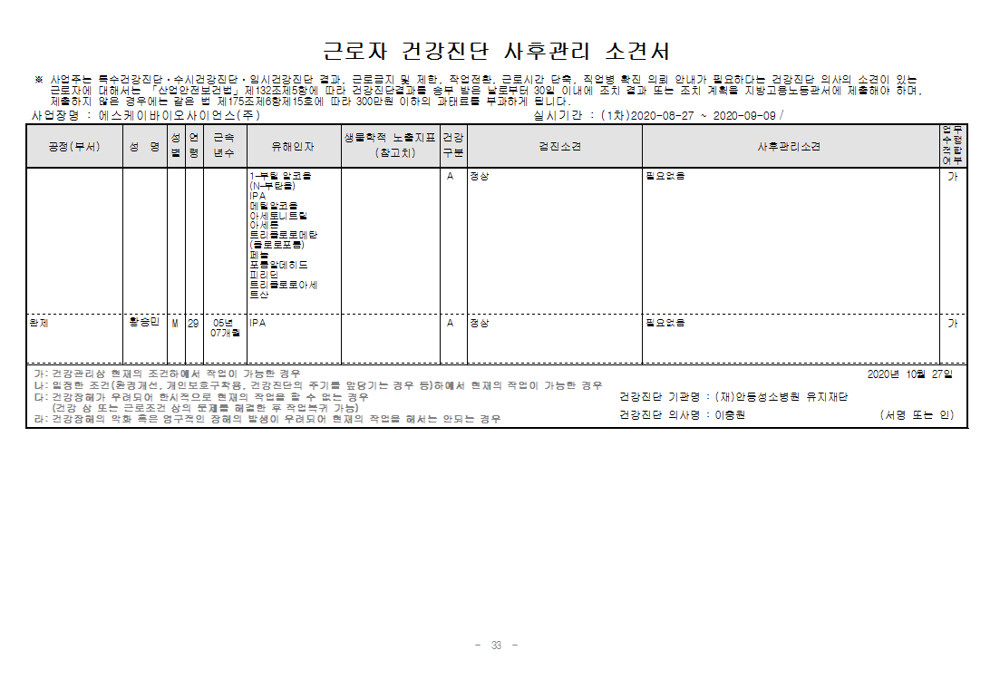 근로자 건강진단 사후관리 소견서
※ 사업주는 특수건강진단·수시건강진단·임시건강진단 결과, 근로금지 및 제한, 작업전환, 근로시간 단축, 직업병 확진 의뢰 안내가 필요하다는 건강진단 의사의 소견이 있는
근로자에 대해서는 「산업안전보건법」제132조제5항에 따라 건강진단결과를 송부 받은 날로부터 30일 이내에 조치 결과 또는 조치 계획을 지방고용노동관서에 제출해야 하며,
제출하지 않은 경우에는 같은 법 제175조제6항제15호에 따라 300만원 이하의 과태료를 부과하게 됩니다.
사업장명 : 에스케이바이오사이언스(주) 실시기간 : (1차)2020-08-27 ~ 2020-09-09 /
공정(부서) 성 명 성별 연령 근속년수 유해인자 생물학적 노출지표(참고치) 건강구분 검진소견 사후관리소견 업무수행적합여부
1-부틸 알코올 A 정상 필요없음 가
(N-부탄올)
IPA
메틸알코올
아세토니트릴
아세톤
트리클로로메탄
(클로로포름)
페놀
포름알데히드
피리딘
트리클로로아세
트산
완제 황승민 M 29 05년 IPA A 정상 필요없음 가
07개월
가: 건강관리상 현재의 조건하에서 작업이 가능한 경우 2020년 10월 27일
나: 일정한 조건(환경개선, 개인보호구착용, 건강진단의 주기를 앞당기는 경우 등)하에서 현재의 작업이 가능한 경우
다: 건강장해가 우려되어 한시적으로 현재의 작업을 할 수 없는 경우 건강진단 기관명 : (재)안동성소병원 유지재단
(건강 상 또는 근로조건 상의 문제를 해결한 후 작업복귀 가능)
라: 건강장해의 악화 혹은 영구적인 장해의 발생이 우려되어 현재의 작업을 해서는 안되는 경우 건강진단 의사명 : 이충원 (서명 또는 인)
- 33 -